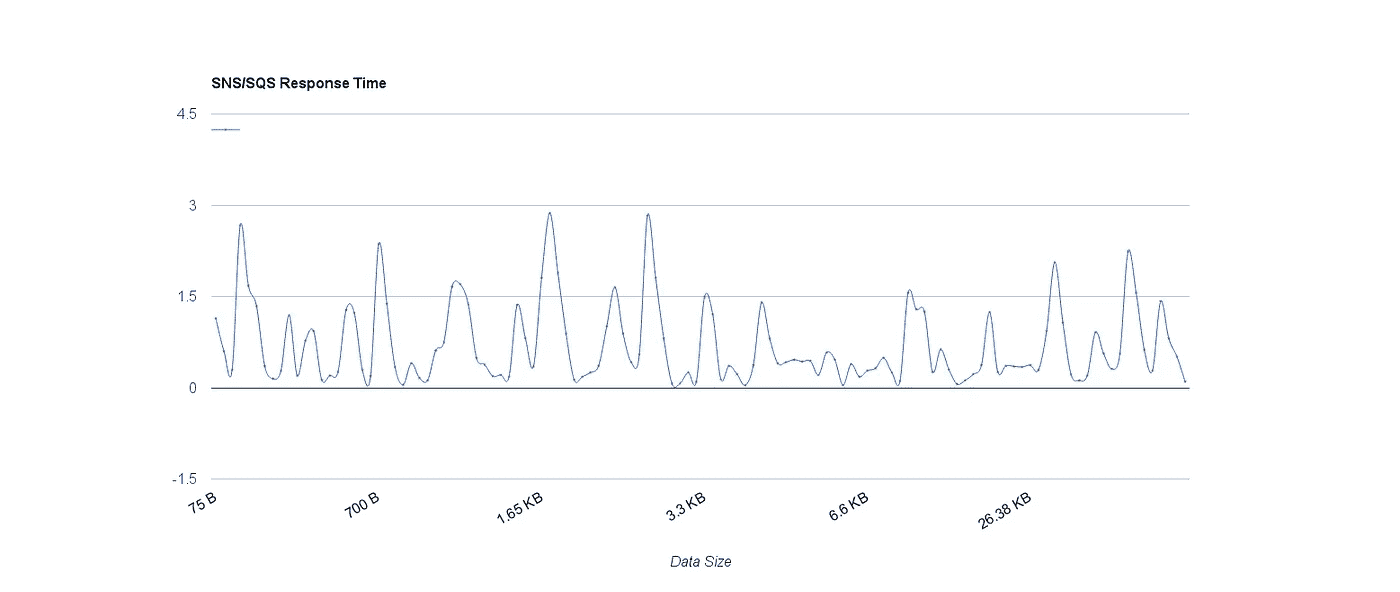 SNS/SQS Response Time
4.5
3
1.5
0
-1.5
75 B
700 B
1.65 KB
3.3 KB
6.6 KB
26.38 KB
Data Size